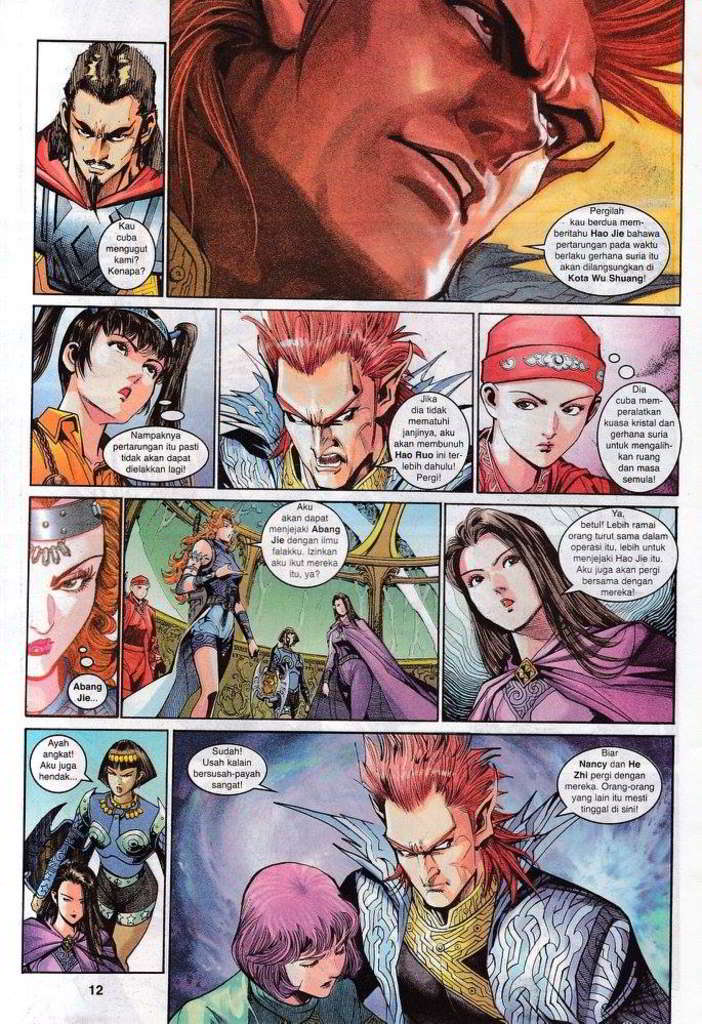 Kau
cuba
mengugut
kami?
Kenapa?
Pergilah
kau berdua mem-
beritahu Hao Jie bahawa
pertarungan pada waktu
berlaku gerhana suria itu
akan dilangsungkan di
Kota Wu Shuang!
Nampaknya
pertarungan itu pasti
tidak akan dapat
dielakkan lagi!
Jika
dia tidak
mematuhi
janjinya, aku
akan membunuh
Hao Ruo ini ter-
lebih dahulu!
Pergi!
Dia
cuba mem-
peralatkan
kuasa kristal dan
gerhana suria
untuk
menyimpankan
ruang dan
masa
semula!
Abang
Jie...
Aku
akan dapat
menjejaki Abang
Jie dengan ilmu
falakku. Izinkan
aku ikut mereka
itu, ya?
Ya,
betul! Lebih ramai
orang turut sama dalam
operasi itu, lebih untuk
menjejaki Hao Jie itu.
Aku juga akan pergi
bersama dengan
mereka!
Ayah
angkat!
Aku juga
hendak...
Sudah!
Usah kalain
bersusah-payah
sangat!
Biar
Nancy dan He
Zhi pergi dengan
mereka. Orang-orang
yang lain itu mesti
tinggal di sini!
12